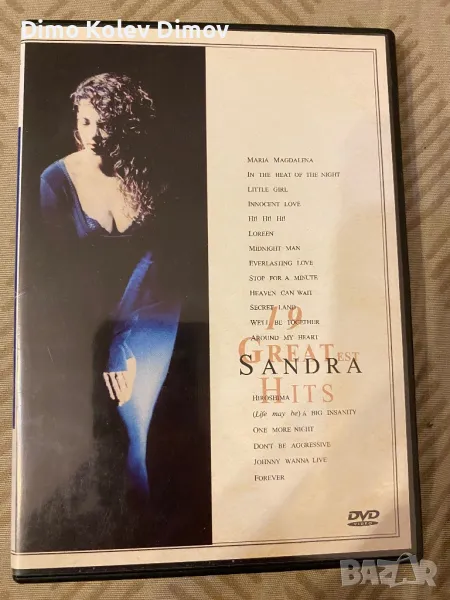 Dimo Kolev Dimov
MARIA MAGDALENA
IN THE HEAT OF THE NIGHT
LITTLE GIRL
INNOCENT LOVE
HI! HI! HI!
LOREEN
MIDNIGHT MAN
EVERLASTING LOVE
STOP FOR A MINUTE
HEAVEN CAN WAIT
SECRET LAND
WE'LL BE TOGETHER
AROUND MY HEART
19
GREATEST
SANDRA
HITS
HIROSHIMA
(Life may be) A BIG INSANITY
ONE MORE NIGHT
DON'T BE AGGRESSIVE
JOHNNY WANNA LIVE
FOREVER
DVD
VIDEO
BAZAR
bg